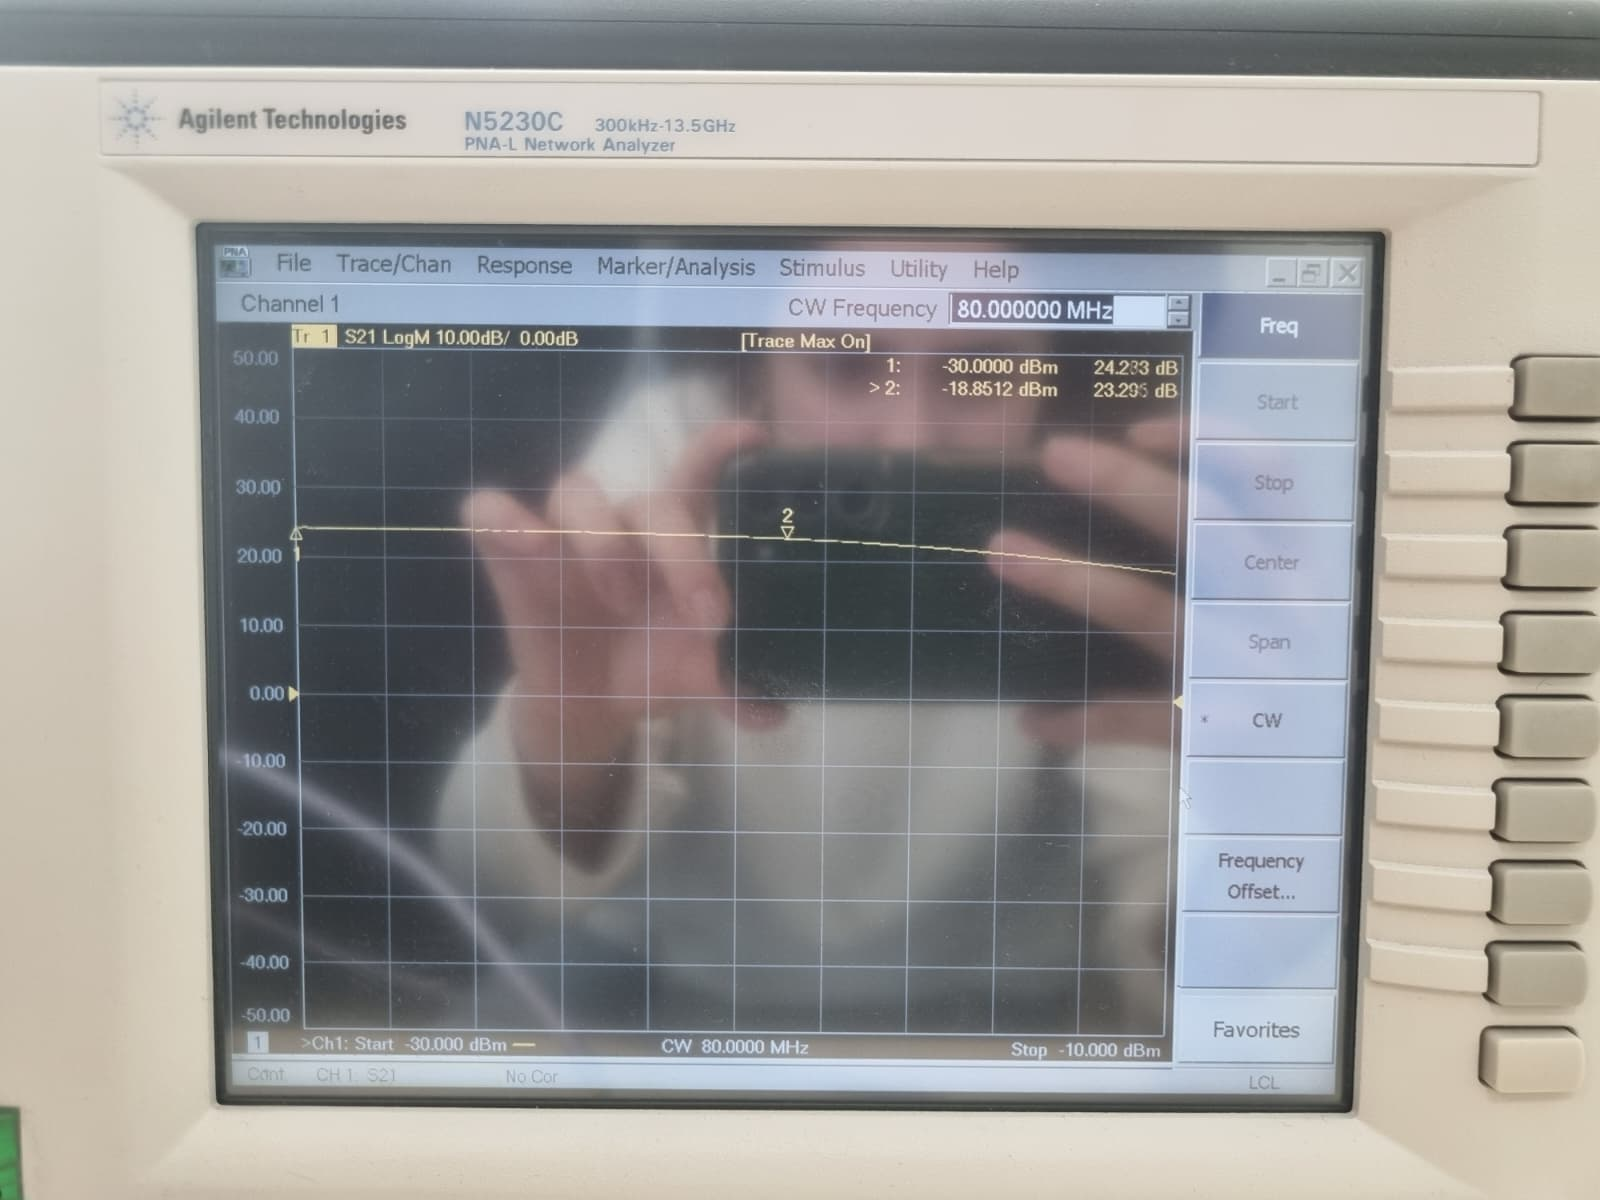 Agilent Technologies N5230C 300kHz-13.5GHz
PNA-L Network Analyzer
PNA File Trace/Chan Response Marker/Analysis Stimulus Utility Help
Channel 1 CW Frequency 80.000000 MHz
Freq
Tr 1 S21 LogM 10.00dB/ 0.00dB [Trace Max On]
50.00
1: -30.0000 dBm dB
> 2: -18.8512 dBm dB
Start
40.00
30.00
Stop
2
20.00
1
Center
10.00
Span
0.00
* CW
-10.00
-20.00
Frequency
Offset...
-30.00
-40.00
-50.00
Favorites
1 >Ch1: Start -30.000 dBm CW 80.0000 MHz Stop -10.000 dBm
Cont. CH 1: S21 No Cor LCL